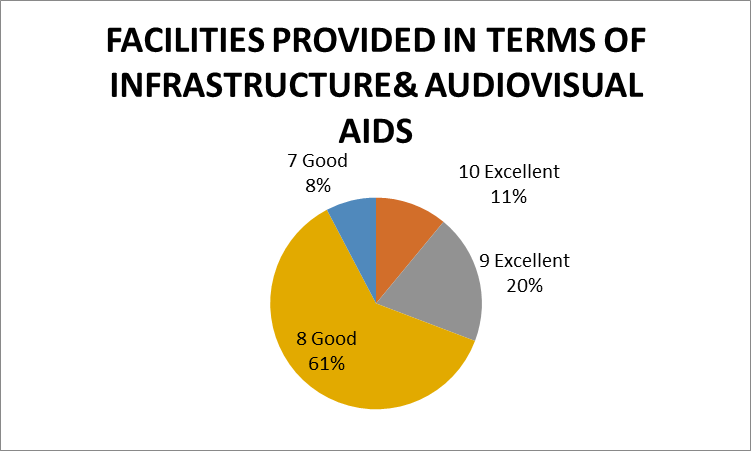 FACILITIES PROVIDED IN TERMS OF
INFRASTRUCTURE& AUDIOVISUAL
AIDS
7 Good
8%
10 Excellent
11%
9 Excellent
20%
8 Good
61%